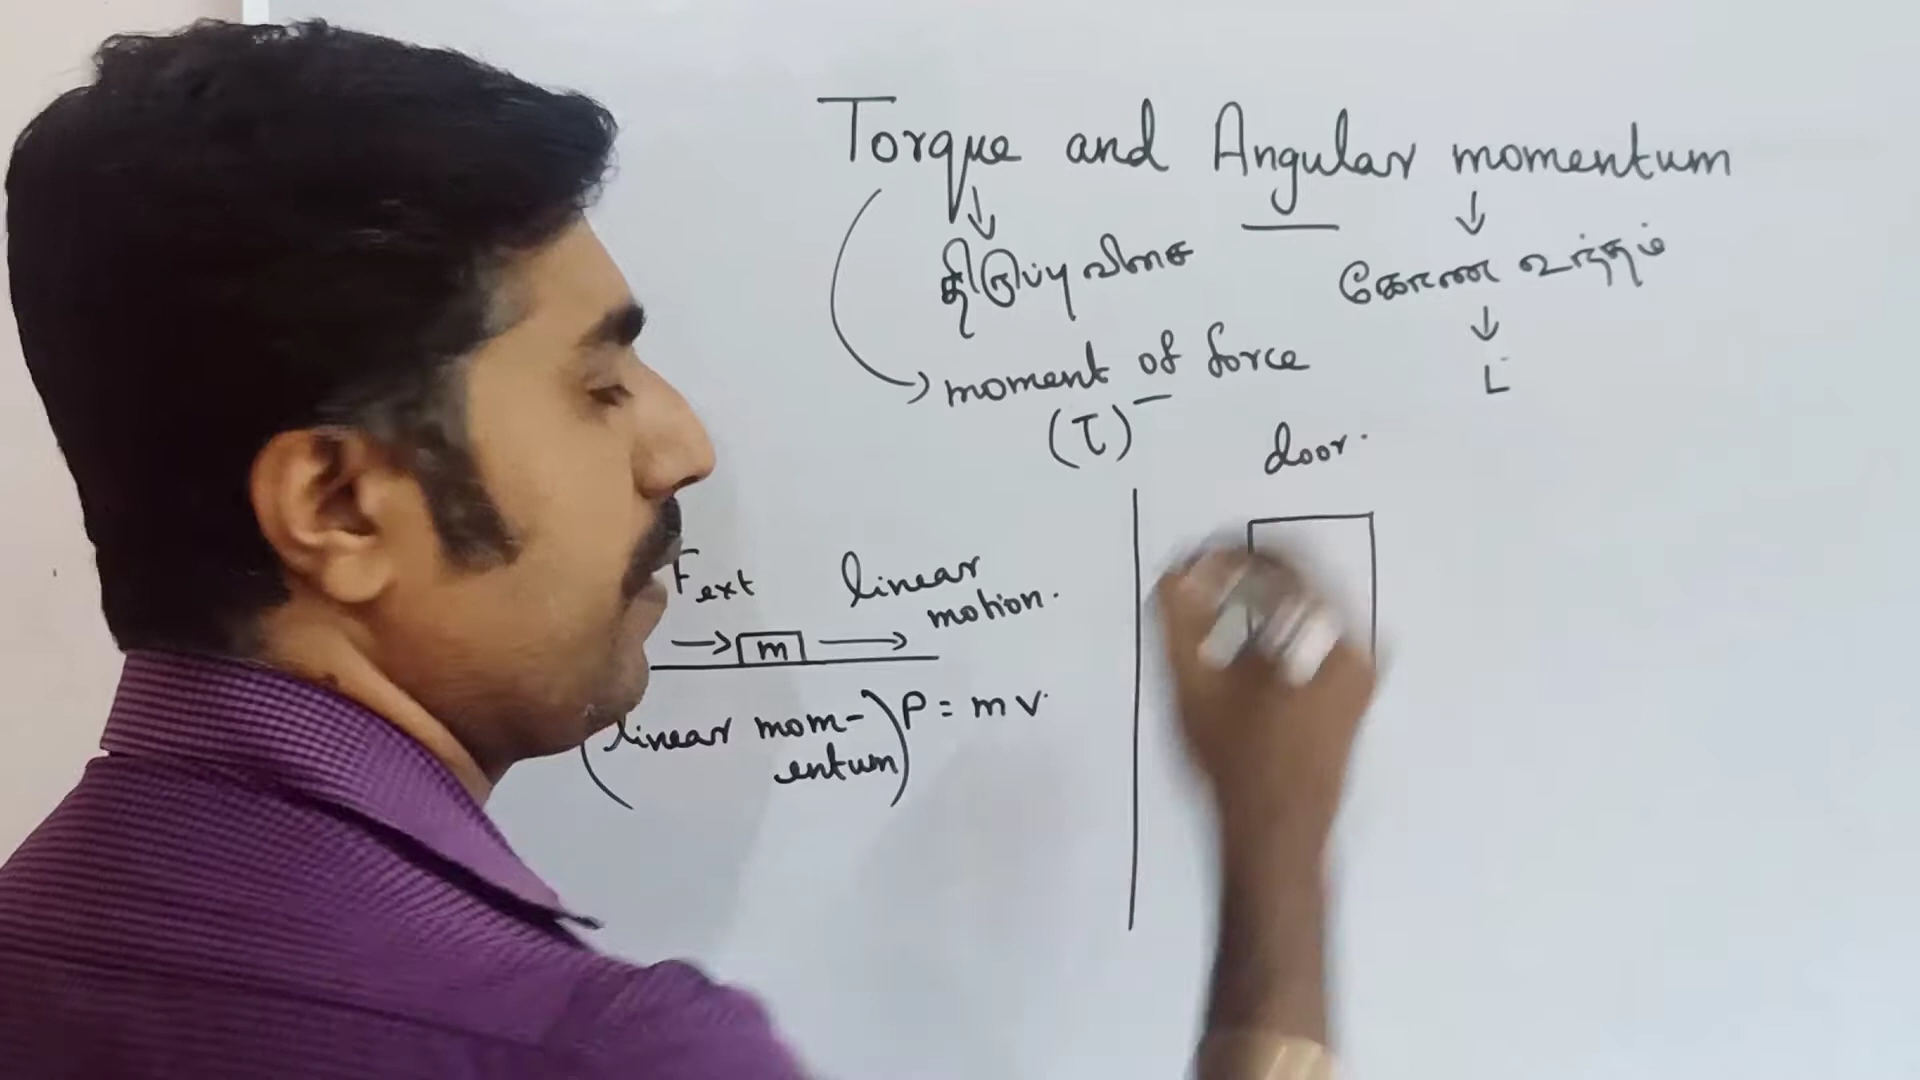 Torque and Angular momentum
திருப்பு விசை
கோண உந்தம்
moment of force
L
(τ)
door.
Fext
linear
motion.
m
(linear mom-
entum) P = mv.